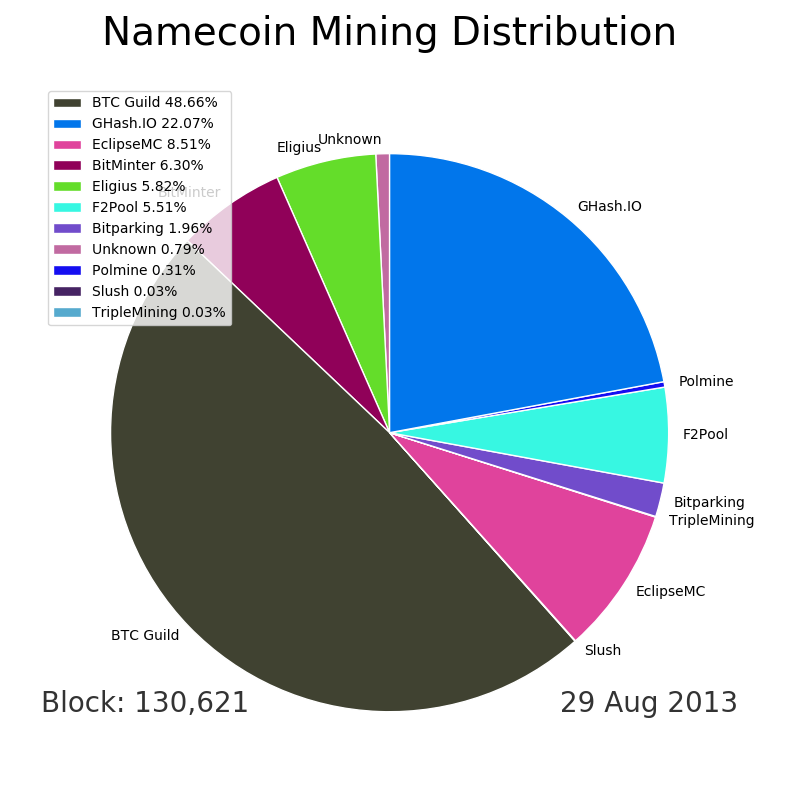 Namecoin Mining Distribution
BTC Guild 48.66%
GHash.IO 22.07%
EclipseMC 8.51%
BitMinter 6.30%
Eligius 5.82%
F2Pool 5.51%
Bitparking 1.96%
Unknown 0.79%
Polmine 0.31%
Slush 0.03%
TripleMining 0.03%
Unknown
Eligius
BitMinter
GHash.IO
Polmine
F2Pool
Bitparking
TripleMining
EclipseMC
BTC Guild
Slush
Block: 130,621
29 Aug 2013